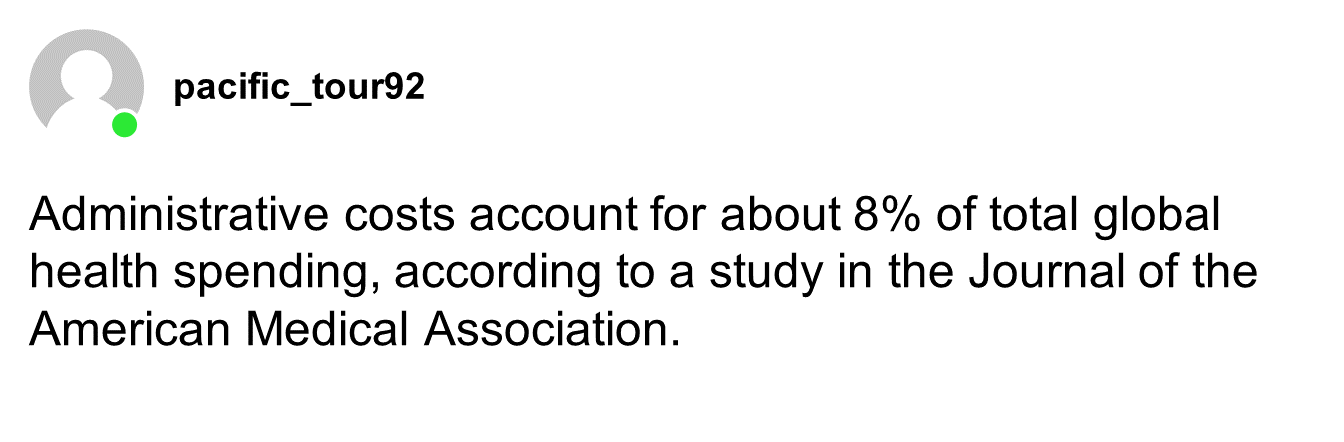 pacific_tour92
Administrative costs account for about 8% of total global
health spending, according to a study in the Journal of the
American Medical Association.